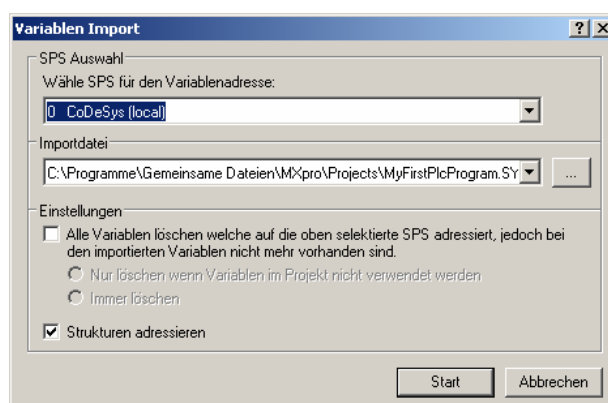 Variablen Import
SPS Auswahl
Wähle SPS für den Variablenadresse:
0 CoDeSys (local)
Importdatei
C:\Programme\Gemeinsame Dateien\MXpro\Projects\MyFirstPlcProgram.SY
...
Einstellungen
Alle Variablen löschen welche auf die oben selektierte SPS adressiert, jedoch bei
den importierten Variablen nicht mehr vorhanden sind.
Nur löschen wenn Variablen im Projekt nicht verwendet werden
Immer löschen
Strukturen adressieren
Start Abbrechen